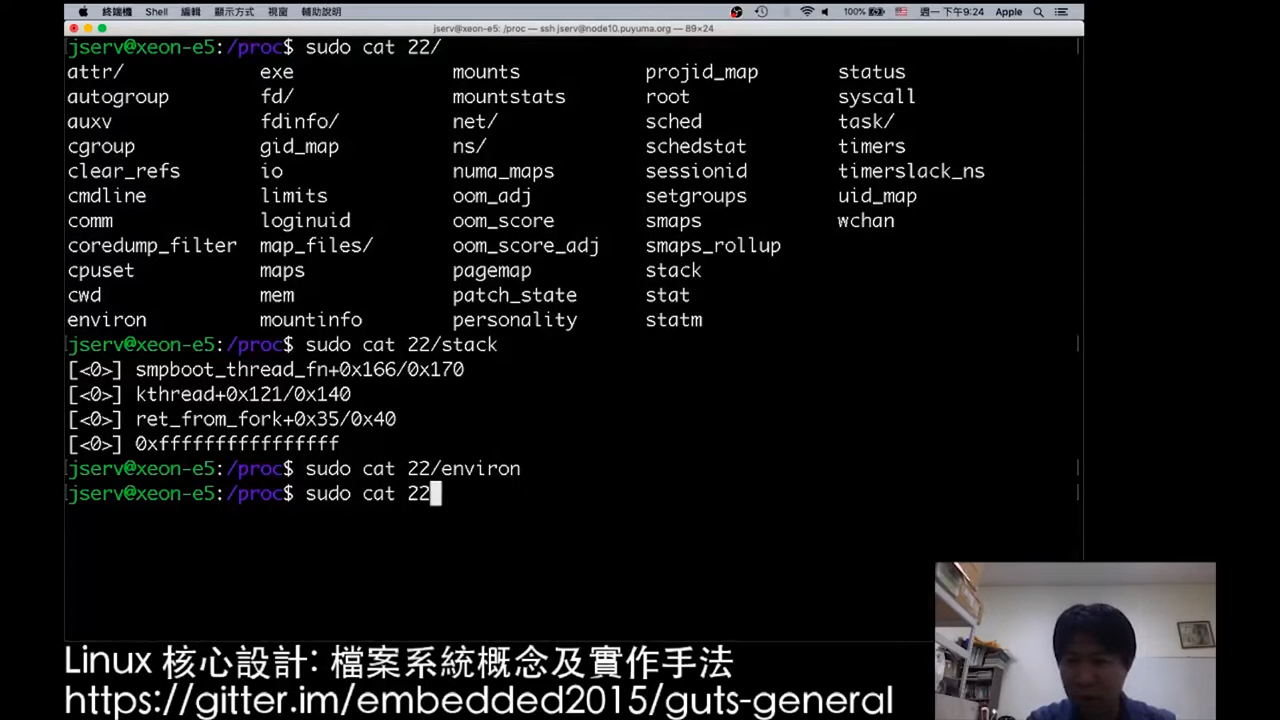 終端機 Shell 編輯 顯示方式 視窗 輔助說明 100% 週一 下午9:24 Apple
jserv@xeon-e5: /proc — ssh jserv@node10.puyuma.org — 89×24
jserv@xeon-e5:/proc$ sudo cat 22/
attr/ exe mounts projid_map status
autogroup fd/ mountstats root syscall
auxv fdinfo/ net/ sched task/
cgroup gid_map ns/ schedstat timers
clear_refs io numa_maps sessionid timerslack_ns
cmdline limits oom_adj setgroups uid_map
comm loginuid oom_score smaps wchan
coredump_filter map_files/ oom_score_adj smaps_rollup
cpuset maps pagemap stack
cwd mem patch_state stat
environ mountinfo personality statm
jserv@xeon-e5:/proc$ sudo cat 22/stack
[<0>] smpboot_thread_fn+0x166/0x170
[<0>] kthread+0x121/0x140
[<0>] ret_from_fork+0x35/0x40
[<0>] 0xffffffffffffffff
jserv@xeon-e5:/proc$ sudo cat 22/environ
jserv@xeon-e5:/proc$ sudo cat 22
Linux 核心設計: 檔案系統概念及實作手法
https://gitter.im/embedded2015/guts-general